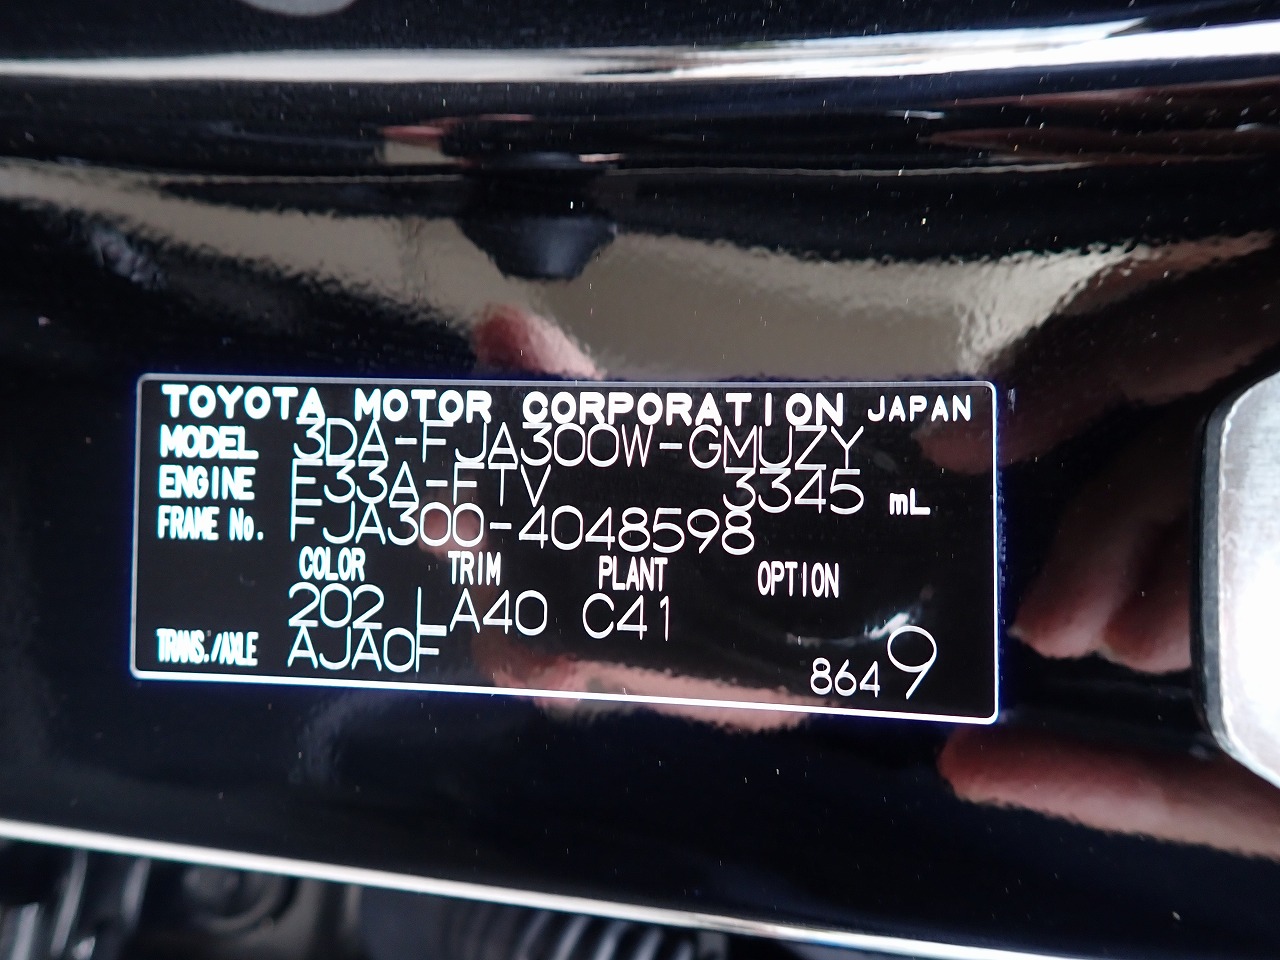 TOYOTA MOTOR CORPORATION JAPAN
MODEL 3DA-FJA300W-GMUZY
ENGINE F33A-FTV 3345 mL
FRAME No. FJA300-4048598
COLOR TRIM PLANT OPTION
202 LA40 C41
TRANS./AXLE AJA0F
8649